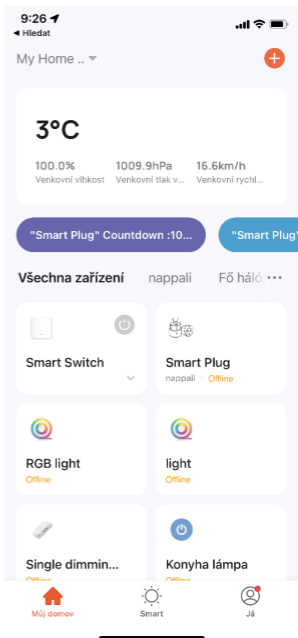 9:26
◀ Hledat
My Home .. ▾
3°C
100.0% 1009.9hPa 16.6km/h
Venkovní vlhkost Venkovní tlak v... Venkovní rychl...
"Smart Plug" Countdown :10... "Smart Plug"
Všechna zařízení nappali Fő háló ···
Smart Switch Smart Plug
nappali Offline
RGB light light
Offline Offline
Single dimmin... Konyha lámpa
Offline Offline
Můj domov Smart Já